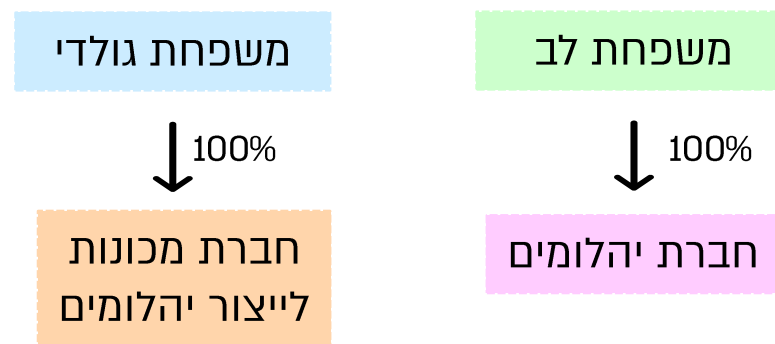 משפחת לב
משפחת גולדי
100%
100%
חברת יהלומים
חברת מכונות
לייצור יהלומים